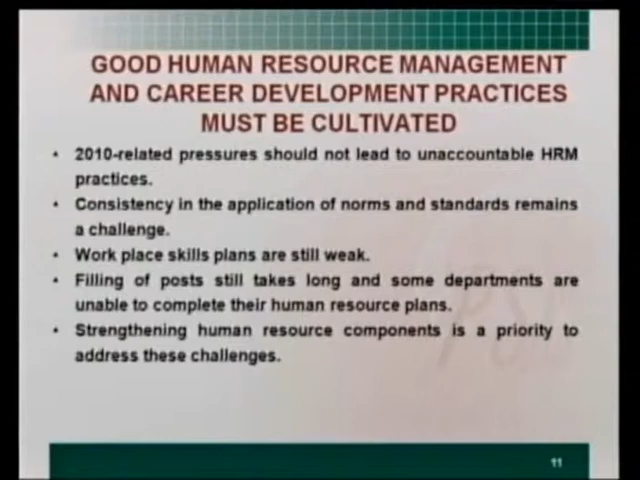 GOOD HUMAN RESOURCE MANAGEMENT
AND CAREER DEVELOPMENT PRACTICES
MUST BE CULTIVATED
• 2010-related pressures should not lead to unaccountable HRM
practices.
• Consistency in the application of norms and standards remains
a challenge.
• Work place skills plans are still weak.
• Filling of posts still takes long and some departments are
unable to complete their human resource plans.
• Strengthening human resource components is a priority to
address these challenges.
11